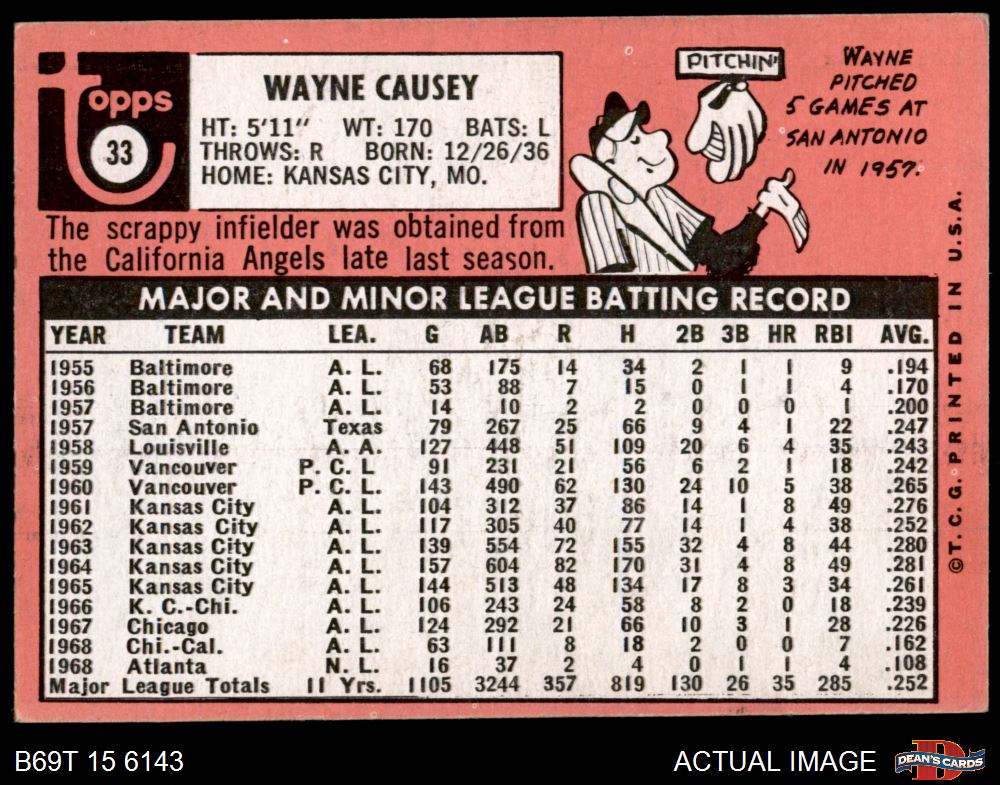 topps
33
WAYNE CAUSEY
HT: 5'11" WT: 170 BATS: L
THROWS: R BORN: 12/26/36
HOME: KANSAS CITY, MO.
The scrappy infielder was obtained from
the California Angels late last season.
PITCHIN'
WAYNE
PITCHED
5 GAMES AT
SAN ANTONIO
IN 1957.
MAJOR AND MINOR LEAGUE BATTING RECORD
YEAR TEAM LEA. G AB R H 2B 3B HR RBI AVG.
1955 Baltimore A. L. 68 175 14 34 2 1 1 9 .194
1956 Baltimore A. L. 53 88 7 15 0 1 1 4 .170
1957 Baltimore A. L. 14 10 2 2 0 0 0 1 .200
1957 San Antonio Texas 79 267 25 66 9 4 1 22 .247
1958 Louisville A. A. 127 448 51 109 20 6 4 35 .243
1959 Vancouver P. C. L 91 231 21 56 6 2 1 18 .242
1960 Vancouver P. C. L. 143 490 62 130 24 10 5 38 .265
1961 Kansas City A. L. 104 312 37 86 14 1 8 49 .276
1962 Kansas City A. L. 117 305 40 77 14 1 4 38 .252
1963 Kansas City A. L. 139 554 72 155 32 4 8 44 .280
1964 Kansas City A. L. 157 604 82 170 31 4 8 49 .281
1965 Kansas City A. L. 144 513 48 134 17 8 3 34 .261
1966 K. C.-Chi. A. L. 106 243 24 58 8 2 0 18 .239
1967 Chicago A. L. 124 292 21 66 10 3 1 28 .226
1968 Chi.-Cal. A. L. 63 111 8 18 2 0 0 7 .162
1968 Atlanta N. L. 16 37 2 4 0 1 1 4 .108
Major League Totals 11 Yrs. 1105 3244 357 819 130 26 35 285 .252
©T. C. G. PRINTED IN U.S.A.
B69T 15 6143
ACTUAL IMAGE
DEAN'S CARDS